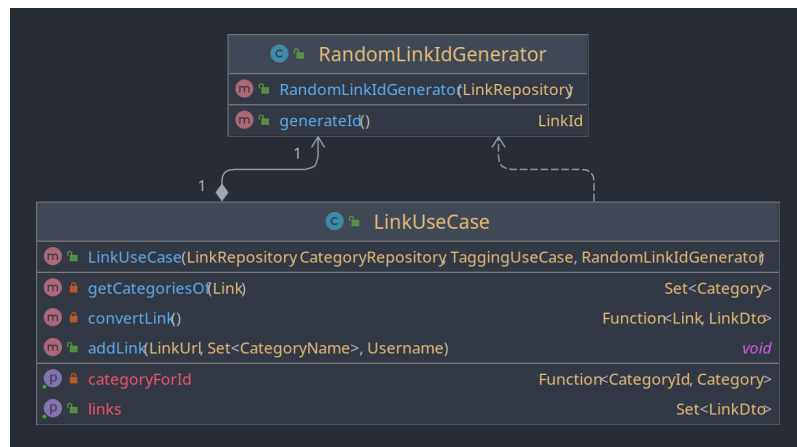 RandomLinkIdGenerator
RandomLinkIdGenerator(LinkRepository)
generateId() LinkId
1
1
LinkUseCase
LinkUseCase(LinkRepository, CategoryRepository, TaggingUseCase, RandomLinkIdGenerator)
getCategoriesOf(Link) Set<Category>
convertLink() Function<Link, LinkDto>
addLink(LinkUrl, Set<CategoryName>, Username) void
categoryForId Function<CategoryId, Category>
links Set<LinkDto>